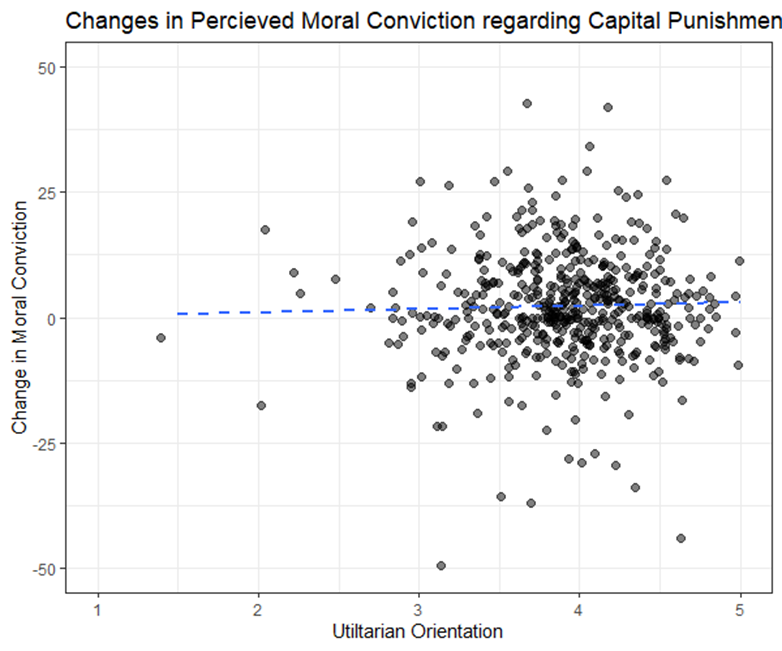 Changes in Percieved Moral Conviction regarding Capital Punishmen
50
25
0
-25
-50
Change in Moral Conviction
1 2 3 4 5
Utiltarian Orientation